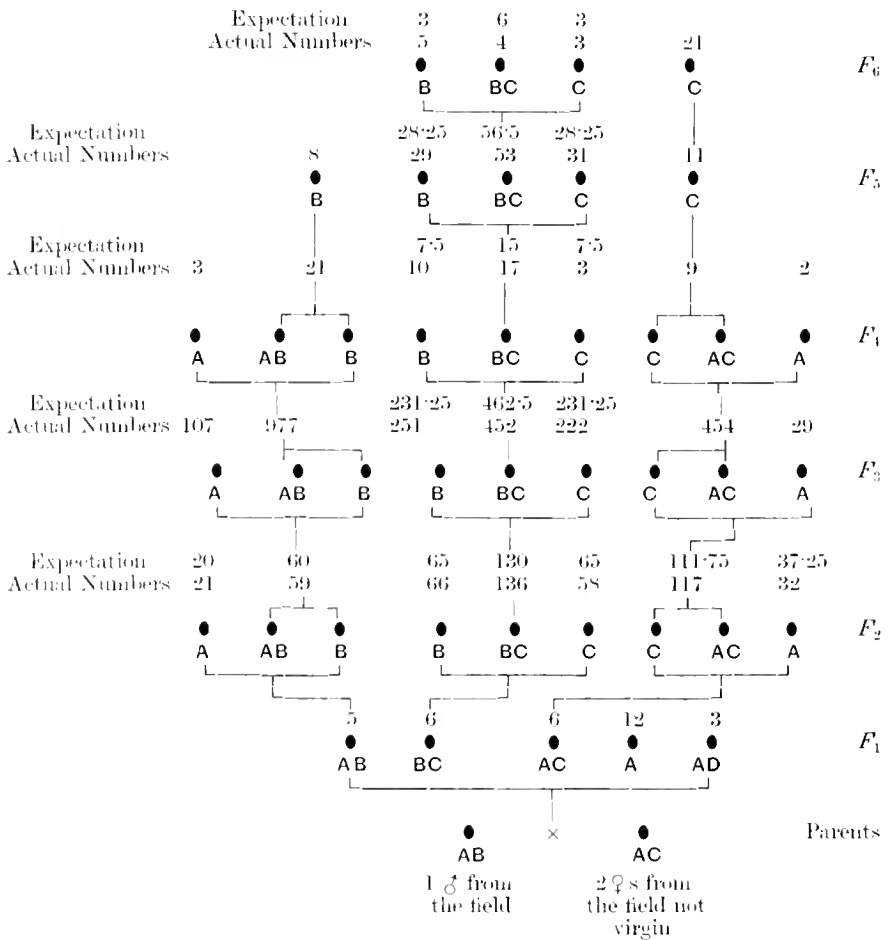 Expectation 3 6 3
Actual Numbers 5 4 3 21
F6
B BC C C
Expectation 28·25 56·5 28·25
Actual Numbers 8 29 53 31 11
F5
B B BC C C
Expectation 7·5 15 7·5
Actual Numbers 3 21 10 17 3 9 2
F4
A AB B B BC C C AC A
Expectation 231·25 462·5 231·25
Actual Numbers 107 977 251 452 222 454 29
F3
A AB B B BC C C AC A
Expectation 20 60 65 130 65 111·75 37·25
Actual Numbers 21 59 66 136 58 117 32
F2
A AB B B BC C C AC A
5 6 6 12 3
F1
AB BC AC A AD
× Parents
AB AC
1 ♂ from 2 ♀s from
the field the field not
virgin